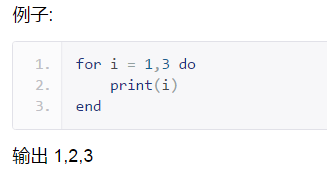 例子:
1. for i = 1,3 do
2.     print(i)
3. end
输出 1,2,3